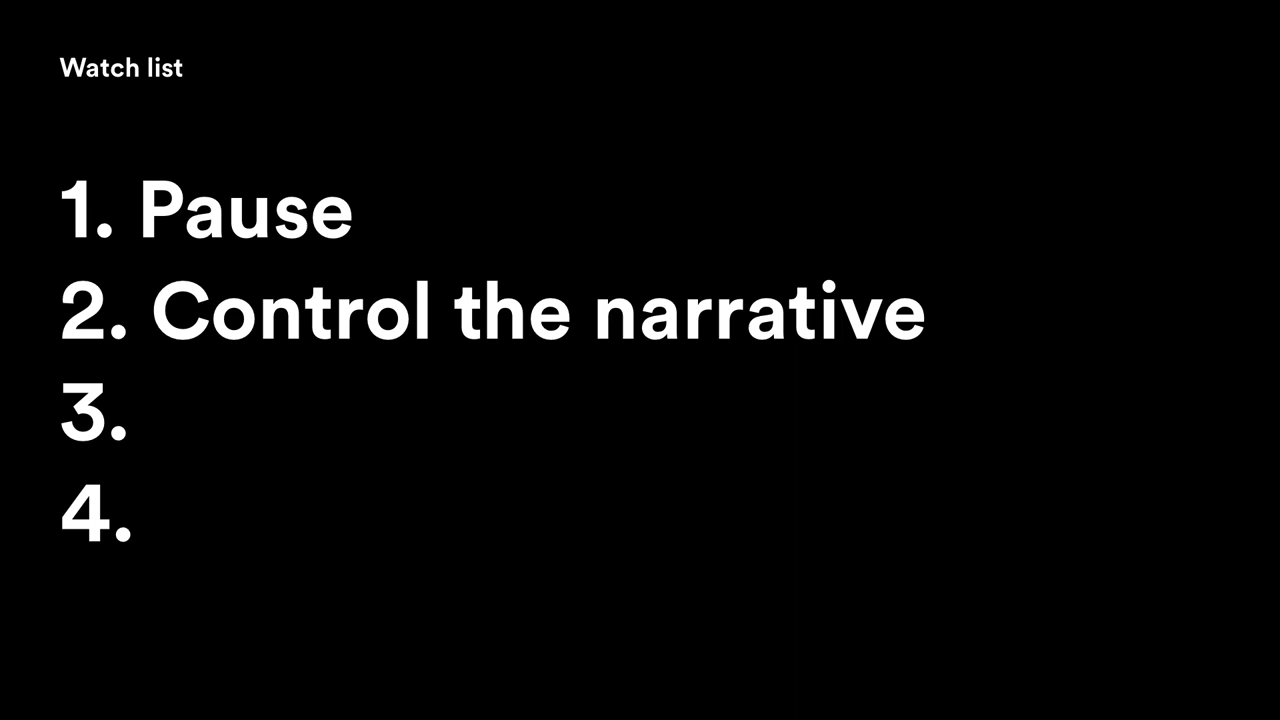 Watch list
1. Pause
2. Control the narrative
3.
4.